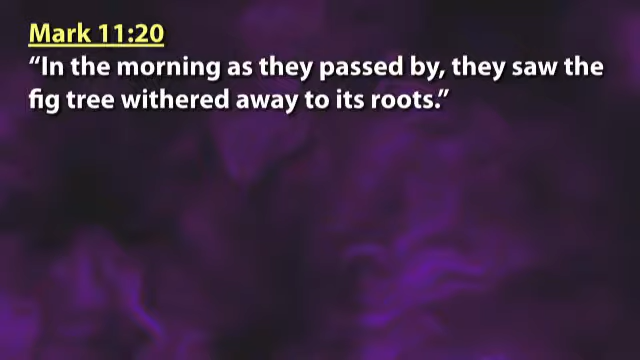 Mark 11:20
“In the morning as they passed by, they saw the
fig tree withered away to its roots.”